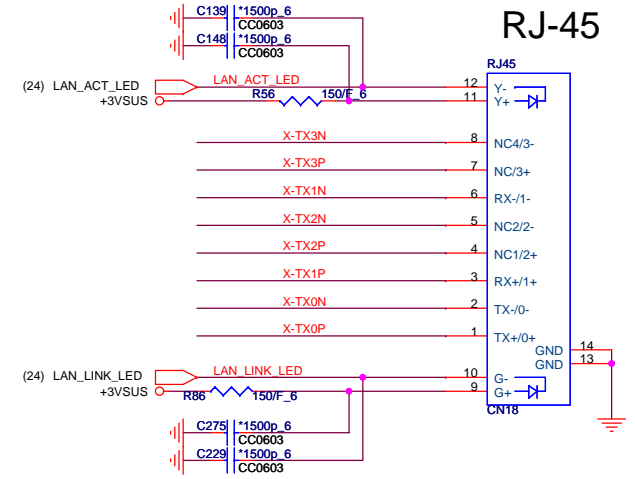 RJ-45
C139 *1500p_6
CC0603
C148 *1500p_6
CC0603
RJ45
(24) LAN_ACT_LED LAN_ACT_LED 12 Y-
+3VSUS R56 150/F_6 11 Y+
X-TX3N 8 NC4/3-
X-TX3P 7 NC/3+
X-TX1N 6 RX-/1-
X-TX2N 5 NC2/2-
X-TX2P 4 NC1/2+
X-TX1P 3 RX+/1+
X-TX0N 2 TX-/0-
X-TX0P 1 TX+/0+
GND 14
GND 13
(24) LAN_LINK_LED LAN_LINK_LED 10 G-
+3VSUS R86 150/F_6 9 G+
CN18
C275 *1500p_6
CC0603
C229 *1500p_6
CC0603